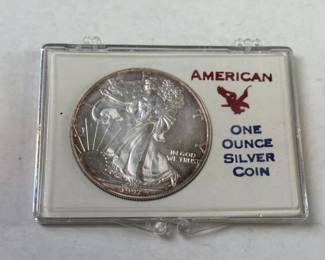 IN GOD
WE TRUST
AMERICAN
ONE
OUNCE
SILVER
COIN